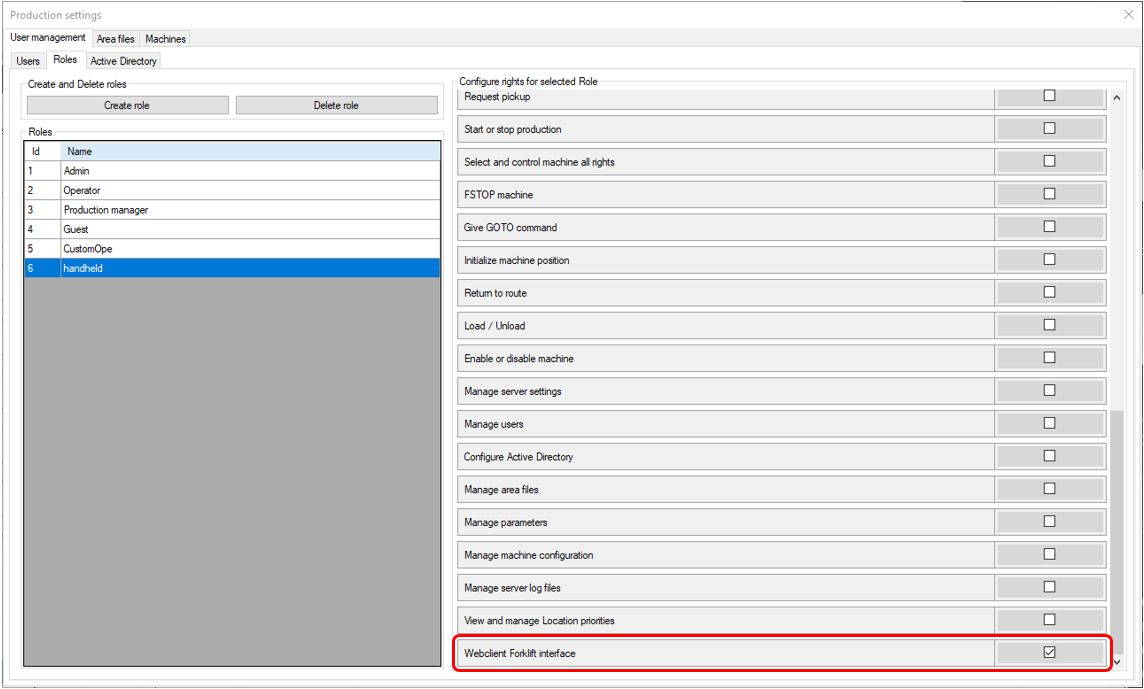 Production settings
User management Area files Machines
Users Roles Active Directory
Create and Delete roles
Create role Delete role
Roles
Id Name
1 Admin
2 Operator
3 Production manager
4 Guest
5 CustomOpe
6 handheld
Configure rights for selected Role
Request pickup
Start or stop production
Select and control machine all rights
FSTOP machine
Give GOTO command
Initialize machine position
Return to route
Load / Unload
Enable or disable machine
Manage server settings
Manage users
Configure Active Directory
Manage area files
Manage parameters
Manage machine configuration
Manage server log files
View and manage Location priorities
Webclient Forklift interface